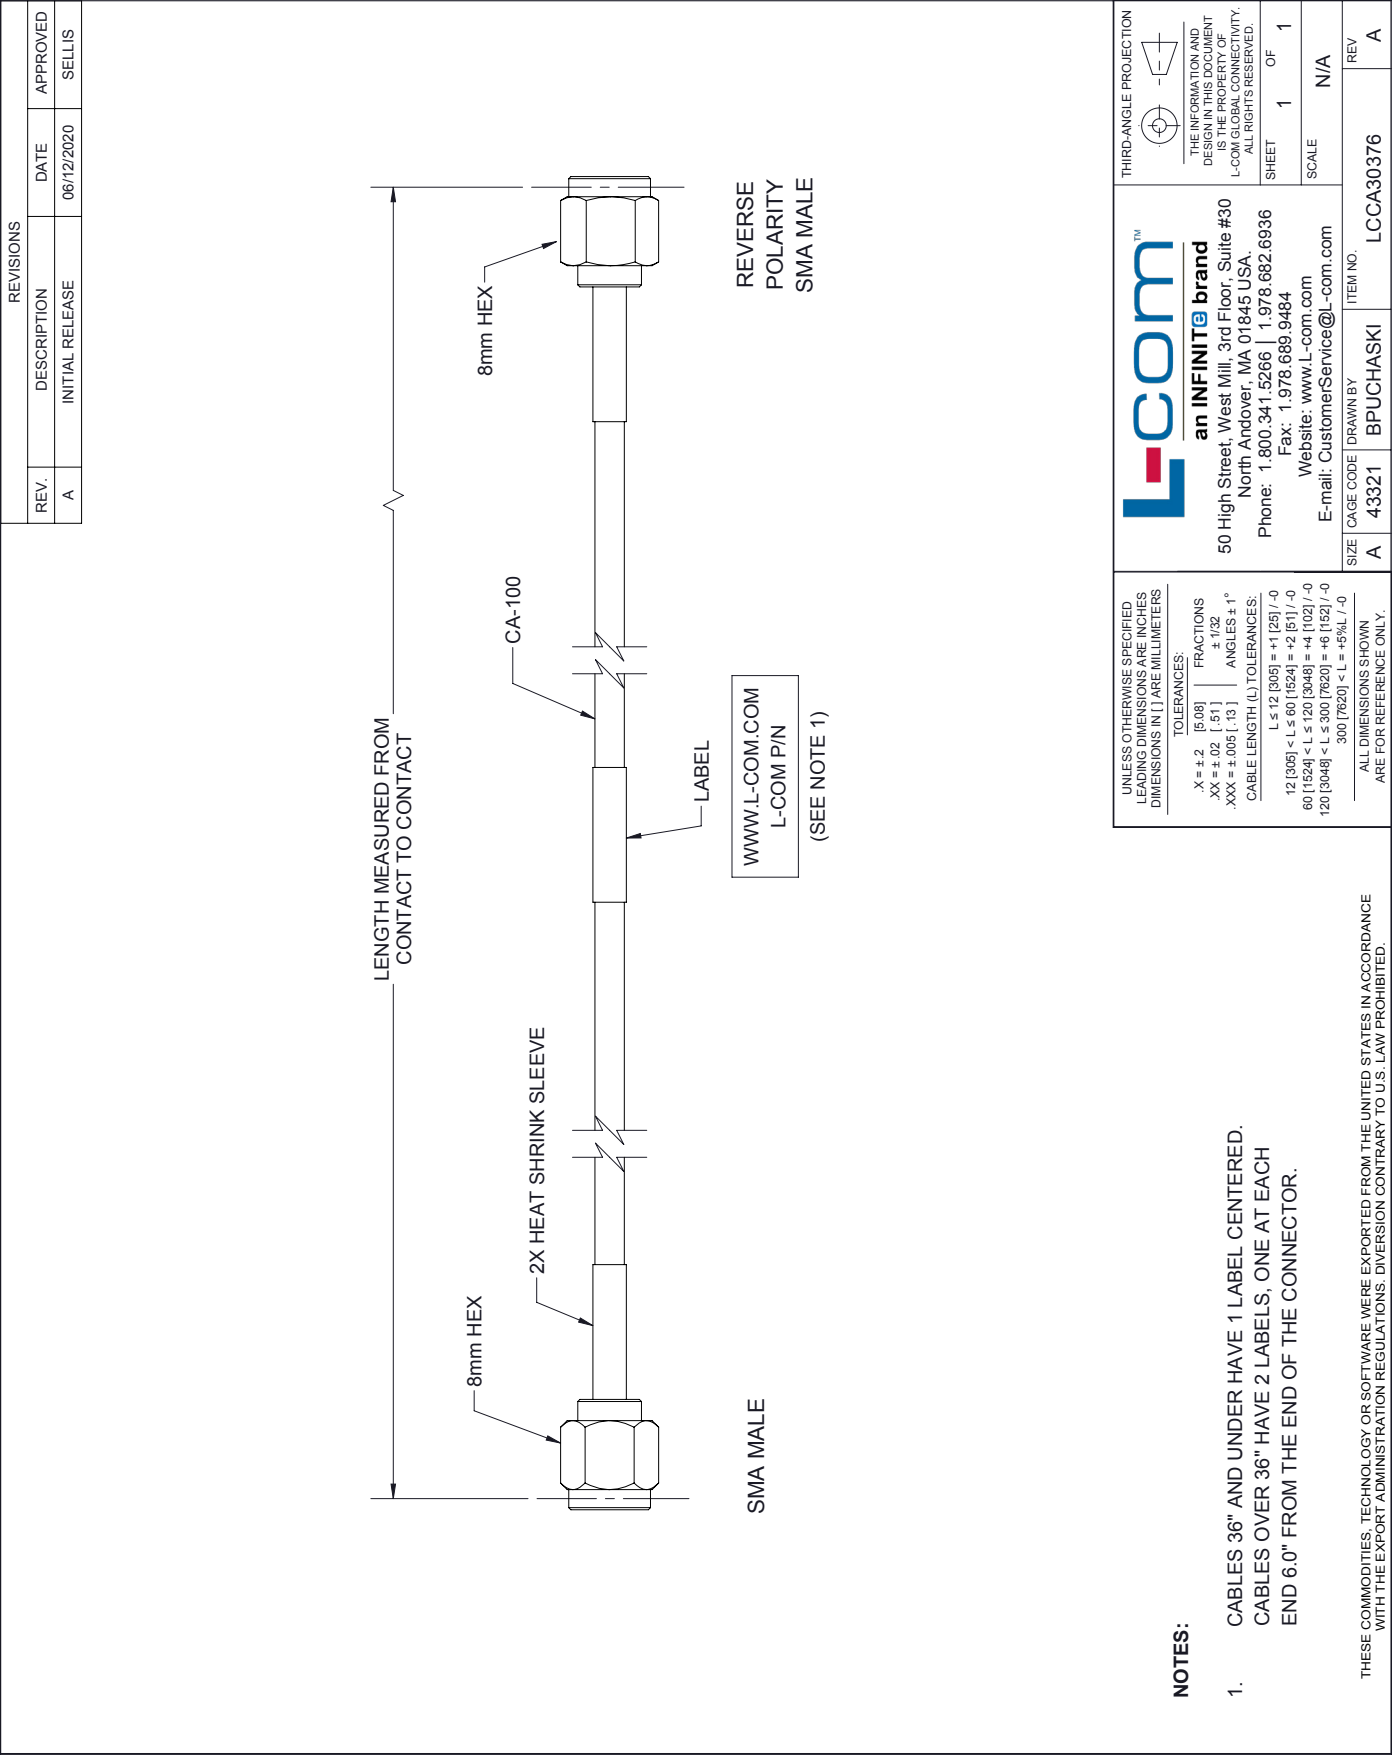 REVISIONS
REV. DESCRIPTION DATE APPROVED
A INITIAL RELEASE 06/12/2020 SELLIS
LENGTH MEASURED FROM
CONTACT TO CONTACT
8mm HEX
2X HEAT SHRINK SLEEVE
CA-100
8mm HEX
LABEL
WWW.L-COM.COM
L-COM P/N
(SEE NOTE 1)
SMA MALE
REVERSE
POLARITY
SMA MALE
NOTES:
1. CABLES 36" AND UNDER HAVE 1 LABEL CENTERED.
CABLES OVER 36" HAVE 2 LABELS, ONE AT EACH
END 6.0" FROM THE END OF THE CONNECTOR.
THESE COMMODITIES, TECHNOLOGY OR SOFTWARE WERE EXPORTED FROM THE UNITED STATES IN ACCORDANCE
WITH THE EXPORT ADMINISTRATION REGULATIONS. DIVERSION CONTRARY TO U.S. LAW PROHIBITED.
UNLESS OTHERWISE SPECIFIED
LEADING DIMENSIONS ARE INCHES
DIMENSIONS IN [ ] ARE MILLIMETERS
TOLERANCES:
.X = ±.2 [5.08] FRACTIONS
.XX = ±.02 [.51] ± 1/32
.XXX = ±.005 [.13] ANGLES ± 1°
CABLE LENGTH (L) TOLERANCES:
L ≤ 12 [305] = +1 [25] / -0
12 [305] < L ≤ 60 [1524] = +2 [51] / -0
60 [1524] < L ≤ 120 [3048] = +4 [102] / -0
120 [3048] < L ≤ 300 [7620] = +6 [152] / -0
300 [7620] < L = +5%L / -0
ALL DIMENSIONS SHOWN
ARE FOR REFERENCE ONLY.
L-com™
an INFINITe brand
50 High Street, West Mill, 3rd Floor, Suite #30
North Andover, MA 01845 USA.
Phone: 1.800.341.5266 | 1.978.682.6936
Fax: 1.978.689.9484
Website: www.L-com.com
E-mail: CustomerService@L-com.com
THIRD-ANGLE PROJECTION
THE INFORMATION AND
DESIGN IN THIS DOCUMENT
IS THE PROPERTY OF
L-COM GLOBAL CONNECTIVITY.
ALL RIGHTS RESERVED.
SHEET 1 OF 1
SCALE N/A
SIZE A
CAGE CODE 43321
DRAWN BY BPUCHASKI
ITEM NO. LCCA30376
REV A